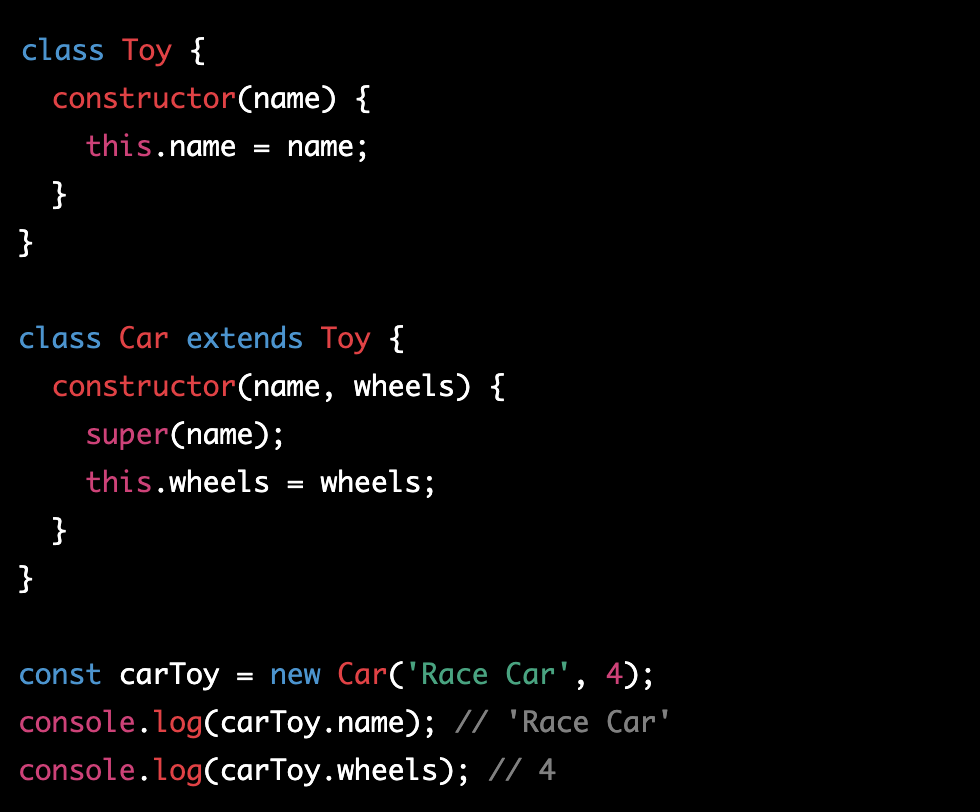 class Toy {
  constructor(name) {
    this.name = name;
  }
}

class Car extends Toy {
  constructor(name, wheels) {
    super(name);
    this.wheels = wheels;
  }
}

const carToy = new Car('Race Car', 4);
console.log(carToy.name); // 'Race Car'
console.log(carToy.wheels); // 4